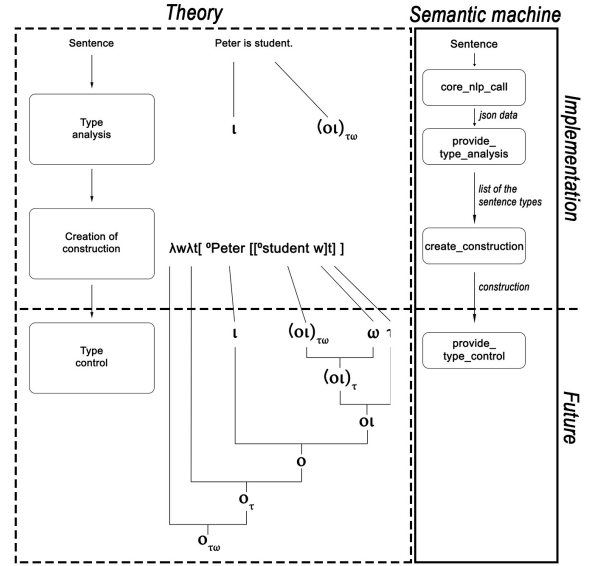 Theory
Semantic machine
Sentence
Peter is student.
Sentence
core_nlp_call
json data
Type
analysis
ι
(οι)τω
provide_
type_analysis
list of the
sentence types
Implementation
Creation of
construction
λwλt[ ⁰Peter [[⁰student w]t] ]
create_construction
construction
Type
control
ι
(οι)τω
ω
τ
provide_
type_control
(οι)τ
οι
ο
οτ
οτω
Future